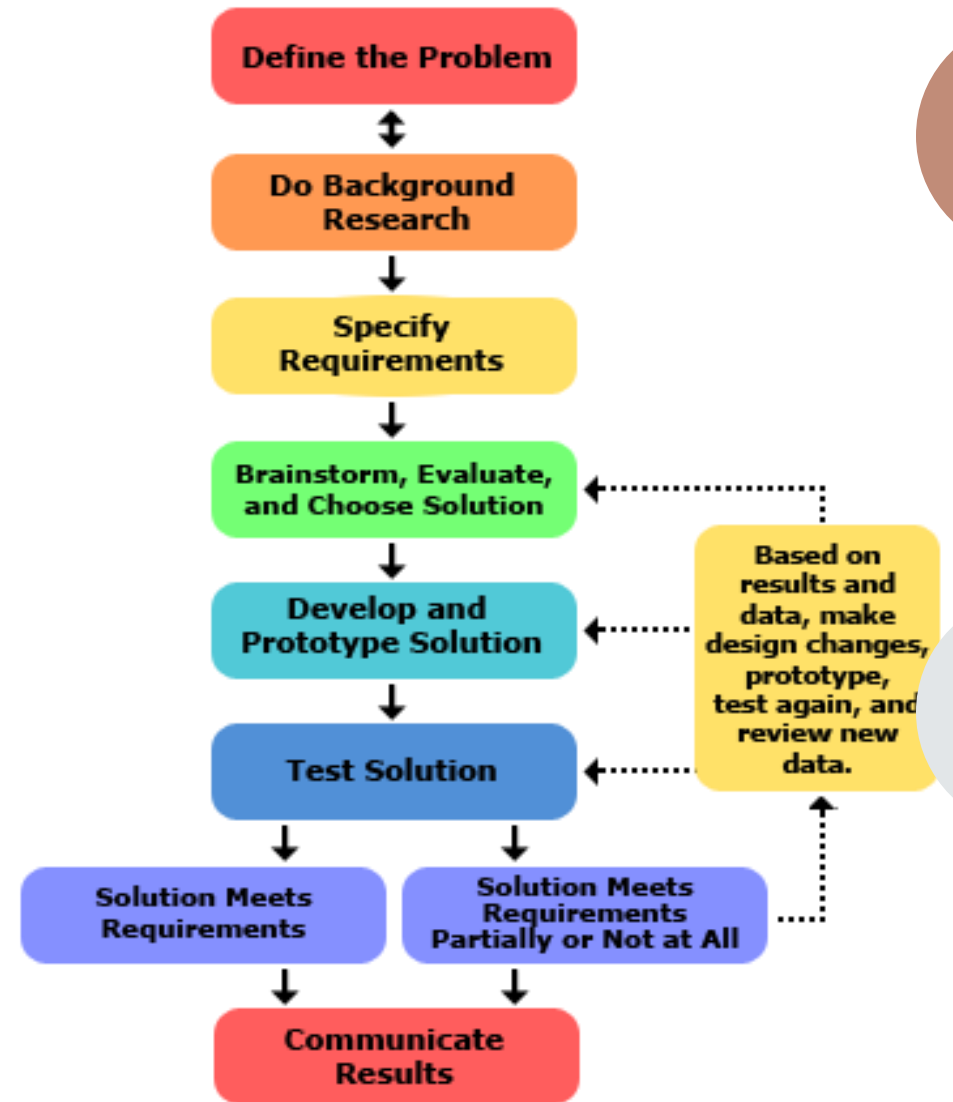 Define the Problem
Do Background
Research
Specify
Requirements
Brainstorm, Evaluate,
and Choose Solution
Develop and
Prototype Solution
Test Solution
Based on
results and
data, make
design changes,
prototype,
test again, and
review new
data.
Solution Meets
Requirements
Solution Meets
Requirements
Partially or Not at All
Communicate
Results